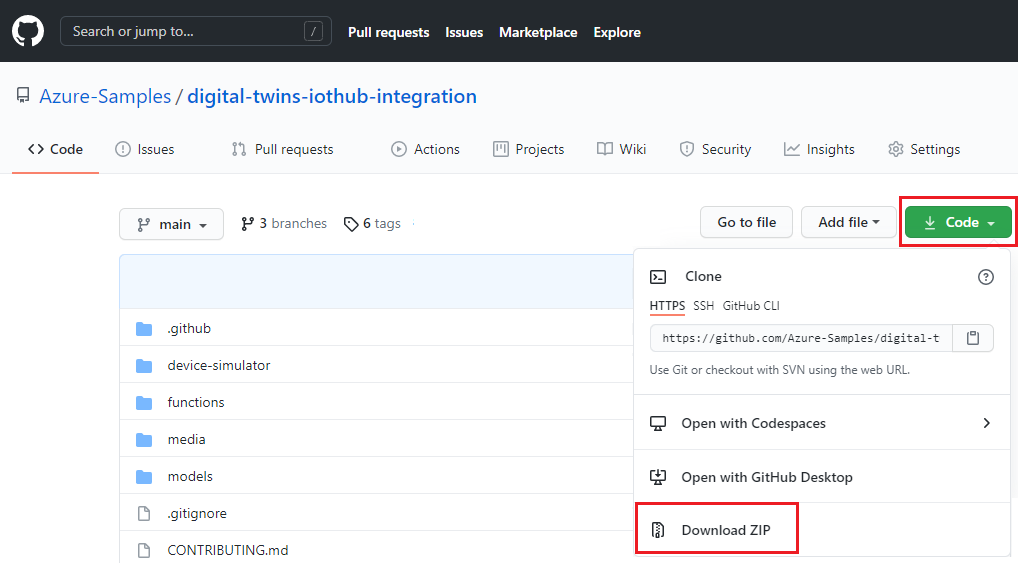 Search or jump to... /
Pull requests Issues Marketplace Explore
Azure-Samples / digital-twins-iothub-integration
<> Code Issues Pull requests Actions Projects Wiki Security Insights Settings
main 3 branches 6 tags Go to file Add file Code
Clone
HTTPS SSH GitHub CLI
https://github.com/Azure-Samples/digital-t
Use Git or checkout with SVN using the web URL.
Open with Codespaces
Open with GitHub Desktop
Download ZIP
.github
device-simulator
functions
media
models
.gitignore
CONTRIBUTING.md